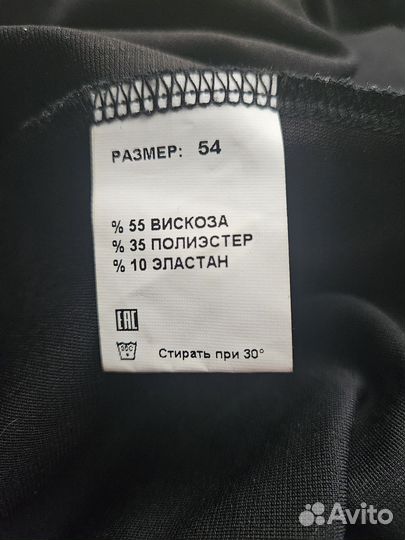 РАЗМЕР: 54
% 55 ВИСКОЗА
% 35 ПОЛИЭСТЕР
% 10 ЭЛАСТАН
EAC
Стирать при 30°
Avito